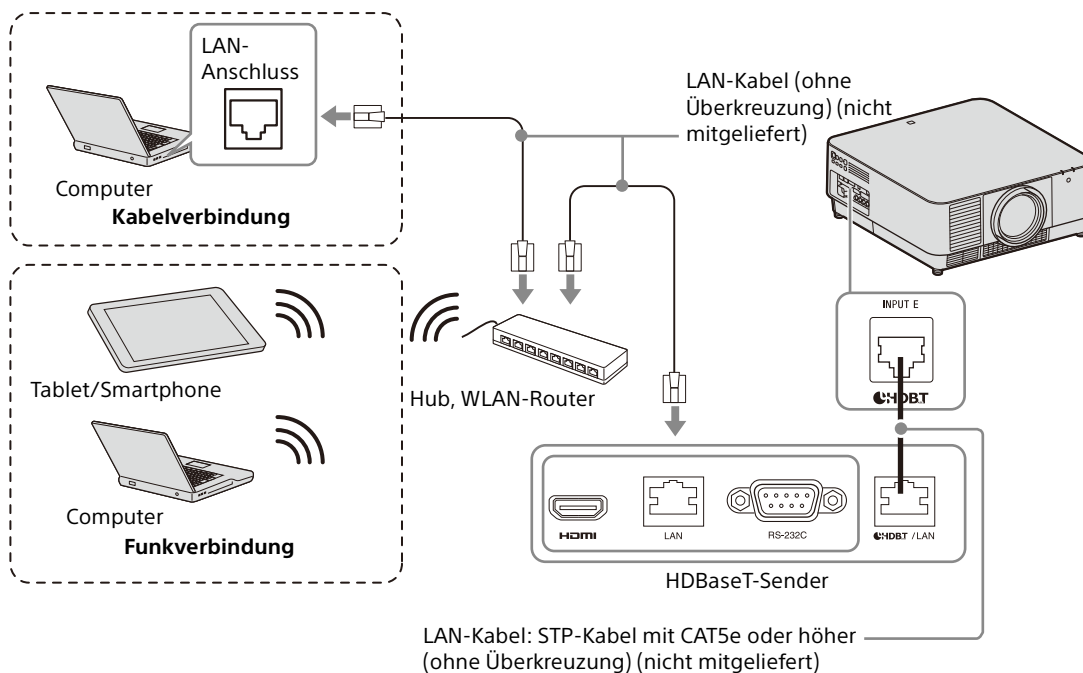 LAN-
Anschluss
Computer
Kabelverbindung
LAN-Kabel (ohne
Überkreuzung) (nicht
mitgeliefert)
Tablet/Smartphone
Computer
Funkverbindung
Hub, WLAN-Router
INPUT E
HDBT
HDMI
LAN
RS-232C
HDBT / LAN
HDBaseT-Sender
LAN-Kabel: STP-Kabel mit CAT5e oder höher
(ohne Überkreuzung) (nicht mitgeliefert)